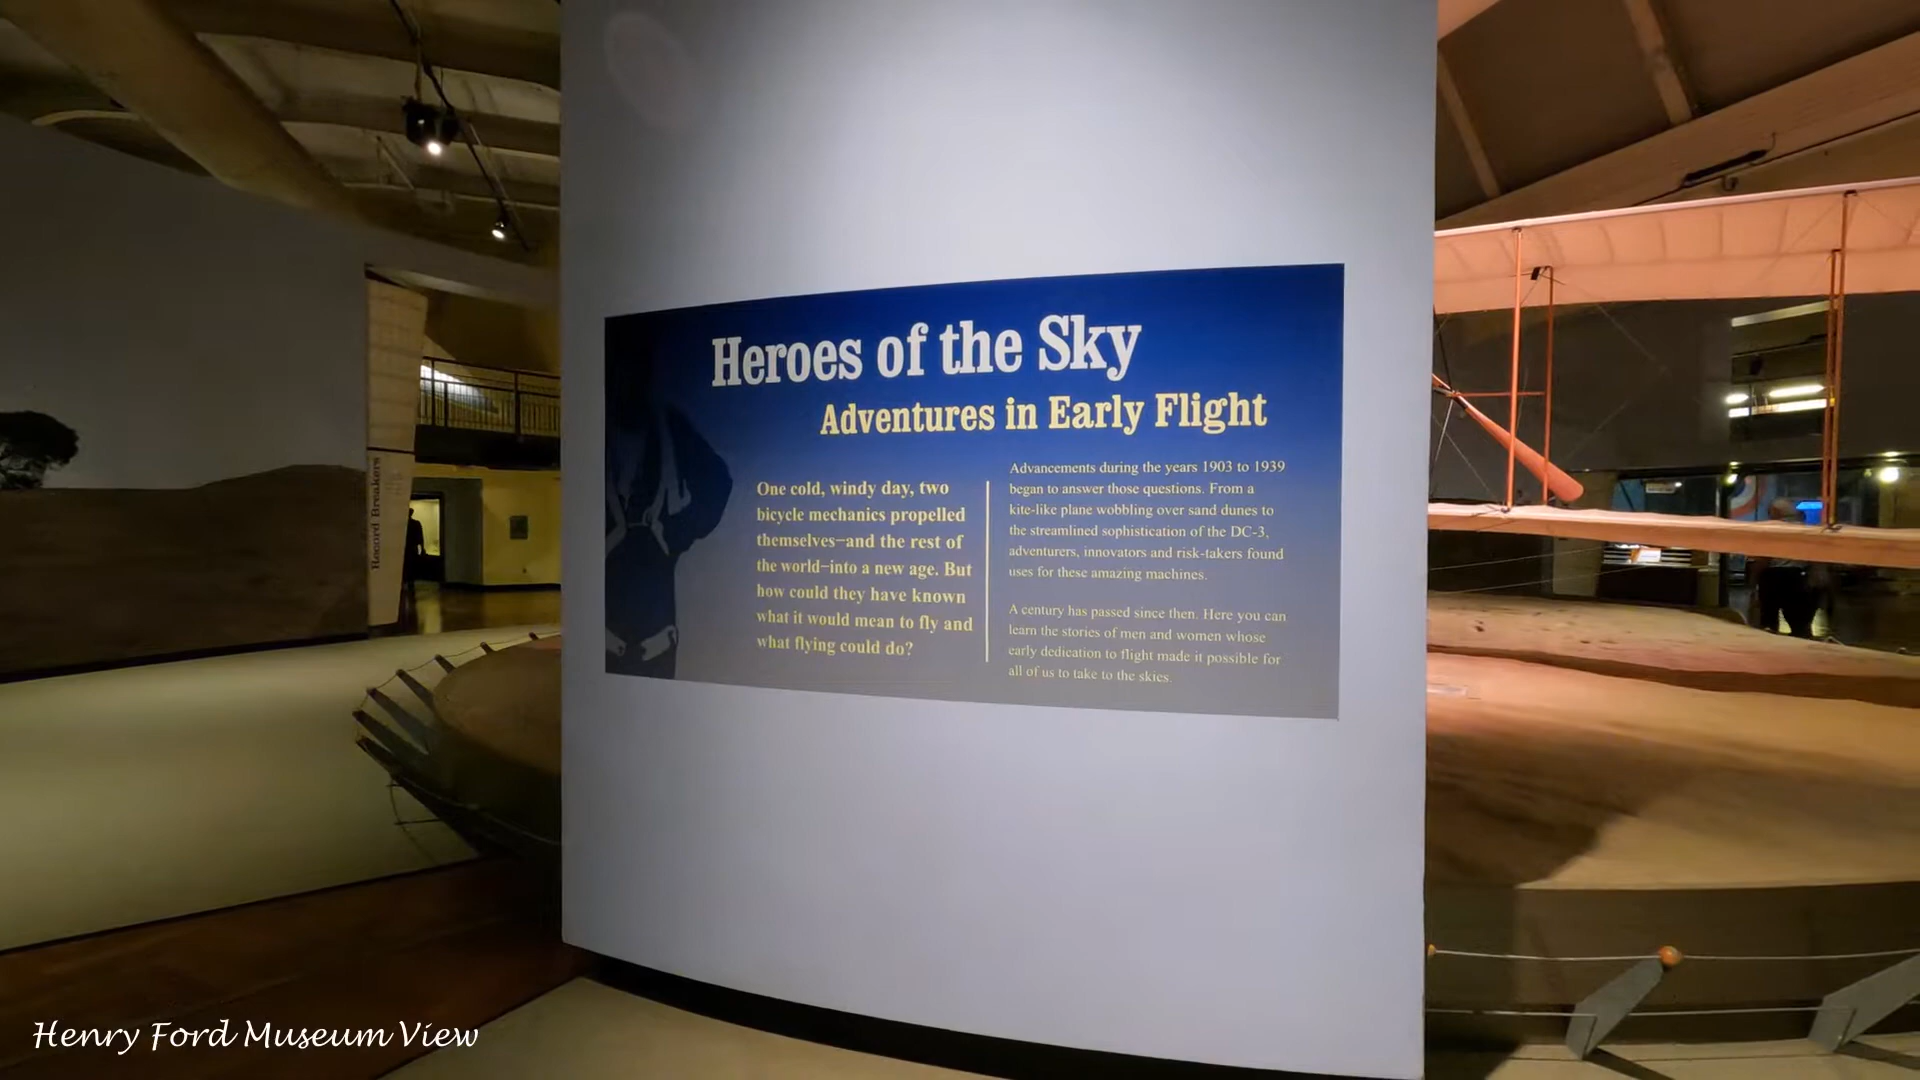 Heroes of the Sky
Adventures in Early Flight
One cold, windy day, two
bicycle mechanics propelled
themselves—and the rest of
the world—into a new age. But
how could they have known
what it would mean to fly and
what flying could do?
Advancements during the years 1903 to 1939
began to answer those questions. From a
kite-like plane wobbling over sand dunes to
the streamlined sophistication of the DC-3,
adventurers, innovators and risk-takers found
uses for these amazing machines.
A century has passed since then. Here you can
learn the stories of men and women whose
early dedication to flight made it possible for
all of us to take to the skies.
Record Breakers
Henry Ford Museum View